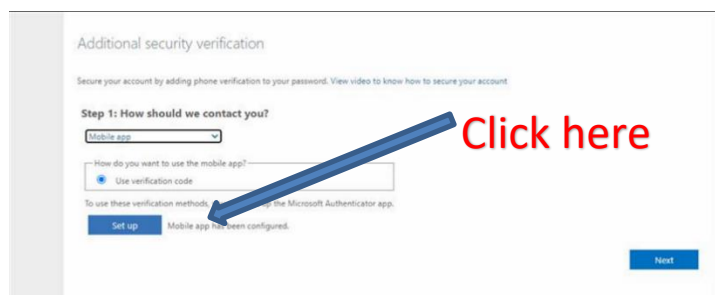 Additional security verification
Secure your account by adding phone verification to your password. View video to know how to secure your account
Step 1: How should we contact you?
Click here
Mobile app
How do you want to use the mobile app?
Use verification code
To use these verification methods, the Microsoft Authenticator app.
Set up Mobile app has been configured.
Next